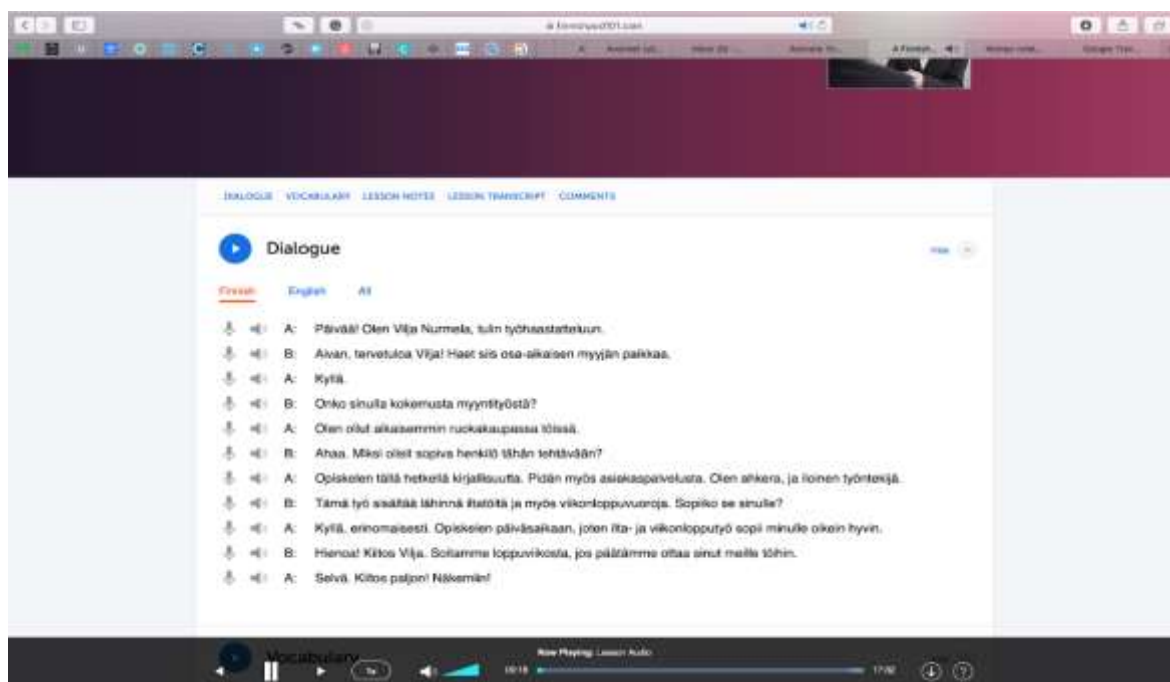 finnishpod101.com
DIALOGUE VOCABULARY LESSON NOTES LESSON TRANSCRIPT COMMENTS
Dialogue
Hide
Finnish English All
A: Päivää! Olen Vilja Nurmela, tulin työhaastatteluun.
B: Aivan, tervetuloa Vilja! Haet siis osa-aikaisen myyjän paikkaa.
A: Kyllä.
B: Onko sinulla kokemusta myyntityöstä?
A: Olen ollut aikaisemmin ruokakaupassa töissä.
B: Ahaa. Miksi olisit sopiva henkilö tähän tehtävään?
A: Opiskelen tällä hetkellä kirjallisuutta. Pidän myös asiakaspalvelusta. Olen ahkera, ja iloinen työntekijä.
B: Tämä työ sisältää lähinnä iltatöitä ja myös viikonloppuvuoroja. Sopiiko se sinulle?
A: Kyllä, erinomaisesti. Opiskelen päiväsaikaan, joten ilta- ja viikonlopputyö sopii minulle oikein hyvin.
B: Hienoa! Kiitos Vilja. Soitamme loppuviikosta, jos päätämme ottaa sinut meille töihin.
A: Selvä. Kiitos paljon! Näkemiin!
Vocabulary
Now Playing: Lesson Audio
1x